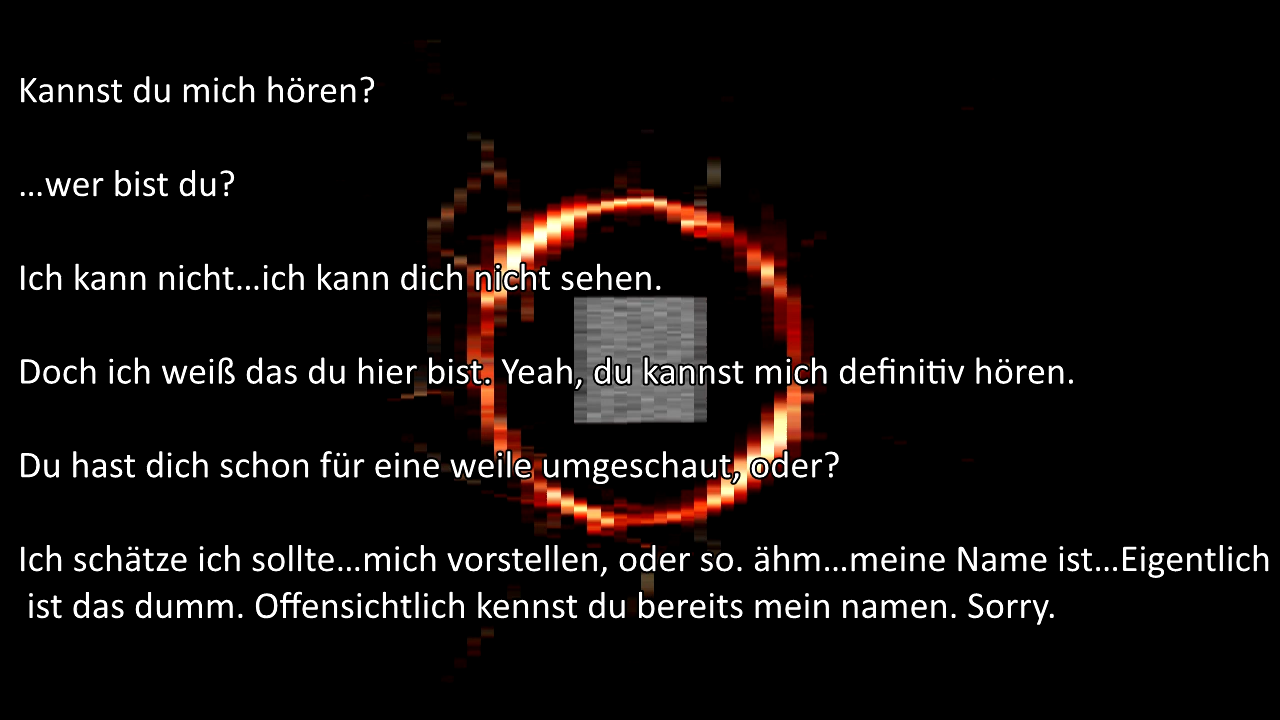 Kannst du mich hören?
...wer bist du?
Ich kann nicht...ich kann dich nicht sehen.
Doch ich weiß das du hier bist. Yeah, du kannst mich definitiv hören.
Du hast dich schon für eine weile umgeschaut, oder?
Ich schätze ich sollte...mich vorstellen, oder so. ähm...meine Name ist...Eigentlich
ist das dumm. Offensichtlich kennst du bereits mein namen. Sorry.